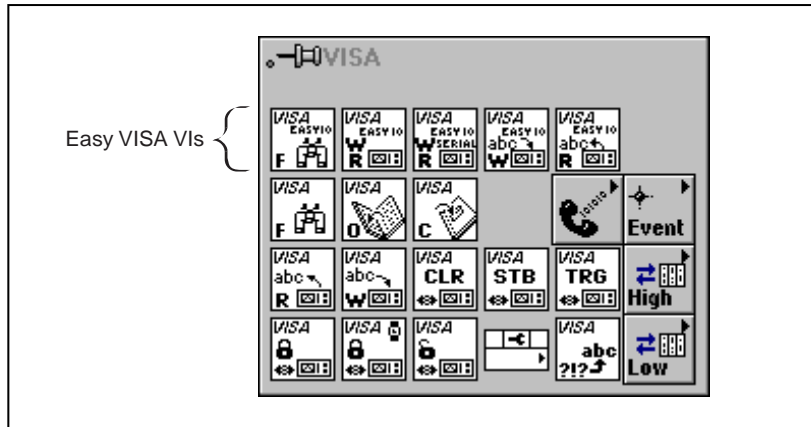 VISA
Easy VISA VIs
VISA VISA VISA VISA VISA
EASY IO EASY IO EASY IO EASY IO EASY IO
W W SERIAL abc abc
F R R W R
VISA VISA VISA
F O C Event
VISA VISA VISA VISA VISA
abc abc CLR STB TRG
R W High
VISA VISA VISA VISA
abc
?!? Low